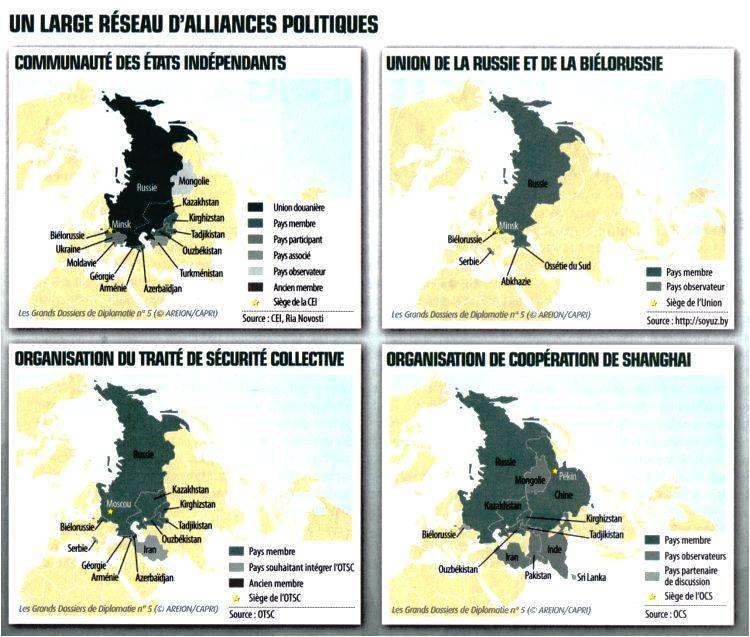 UN LARGE RÉSEAU D'ALLIANCES POLITIQUES
COMMUNAUTÉ DES ÉTATS INDÉPENDANTS
Russie
Mongolie
Kazakhstan
Kirghizstan
Tadjikistan
Ouzbékistan
Turkménistan
Minsk
Biélorussie
Ukraine
Moldavie
Géorgie
Arménie
Azerbaïdjan
Union douanière
Pays membre
Pays participant
Pays associé
Pays observateur
Ancien membre
Siège de la CEI
Les Grands Dossiers de Diplomatie n° 5 (© AREION/CAPRI)
Source : CEI, Ria Novosti
UNION DE LA RUSSIE ET DE LA BIÉLORUSSIE
Russie
Minsk
Biélorussie
Serbie
Abkhazie
Ossétie du Sud
Pays membre
Pays observateur
Siège de l'Union
Les Grands Dossiers de Diplomatie n° 5 (© AREION/CAPRI)
Source : http://soyuz.by
ORGANISATION DU TRAITÉ DE SÉCURITÉ COLLECTIVE
Russie
Moscou
Kazakhstan
Kirghizstan
Tadjikistan
Ouzbékistan
Biélorussie
Serbie
Iran
Géorgie
Arménie
Azerbaïdjan
Pays membre
Pays souhaitant intégrer l'OTSC
Ancien membre
Siège de l'OTSC
Les Grands Dossiers de Diplomatie n° 5 (© AREION/CAPRI)
Source : OTSC
ORGANISATION DE COOPÉRATION DE SHANGHAI
Russie
Mongolie
Pékin
Chine
Kazakhstan
Kirghizstan
Tadjikistan
Biélorussie
Ouzbékistan
Iran
Inde
Pakistan
Sri Lanka
Pays membre
Pays observateurs
Pays partenaire
de discussion
Siège de l'OCS
Les Grands Dossiers de Diplomatie n° 5 (© AREION/CAPRI)
Source : OCS